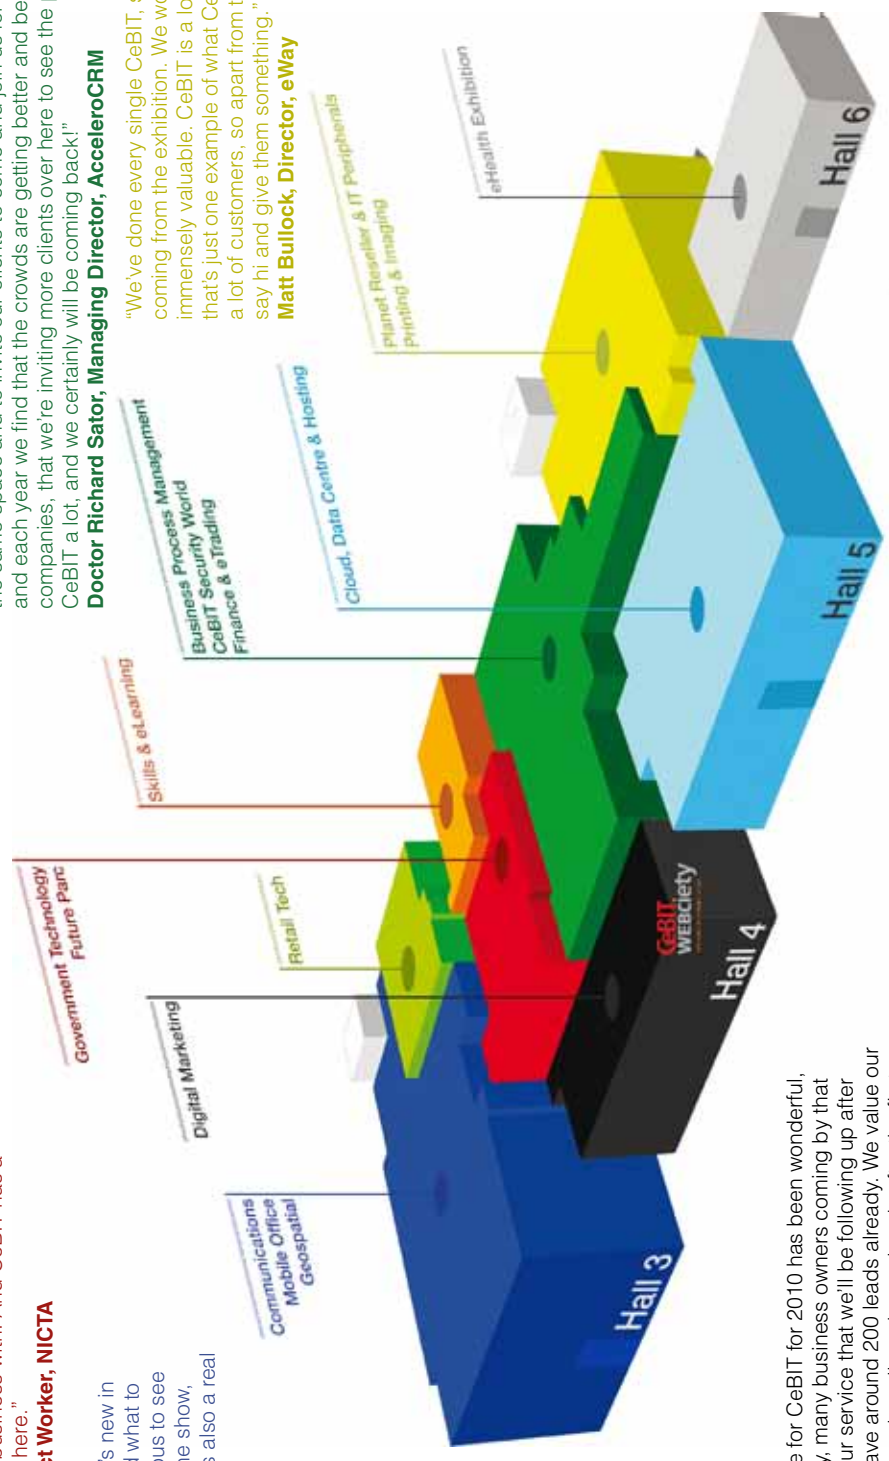 here.”
ct Worker, NICTA
’s new in
d what to
ous to see
ne show,
s also a real
and each year we find that the crowds are getting better and be
companies, that we’re inviting more clients over here to see the
CeBIT a lot, and we certainly will be coming back!”
Doctor Richard Sator, Managing Director, AcceleroCRM
“We’ve done every single CeBIT, s
coming from the exhibition. We wo
immensely valuable. CeBIT is a lo
that’s just one example of what Ce
a lot of customers, so apart from t
say hi and give them something.”
Matt Bullock, Director, eWay
Government Technology
Future Parc
Skills & eLearning
Business Process Management
CeBIT Security World
Finance & eTrading
Digital Marketing
Retail Tech
Cloud, Data Centre & Hosting
Planet Reseller & IT Peripherals
Printing & Imaging
eHealth Exhibition
Communications
Mobile Office
Geospatial
Hall 3
CeBIT
WEBciety
Hall 4
Hall 5
Hall 6
e for CeBIT for 2010 has been wonderful,
y, many business owners coming by that
ur service that we’ll be following up after
ave around 200 leads already. We value our